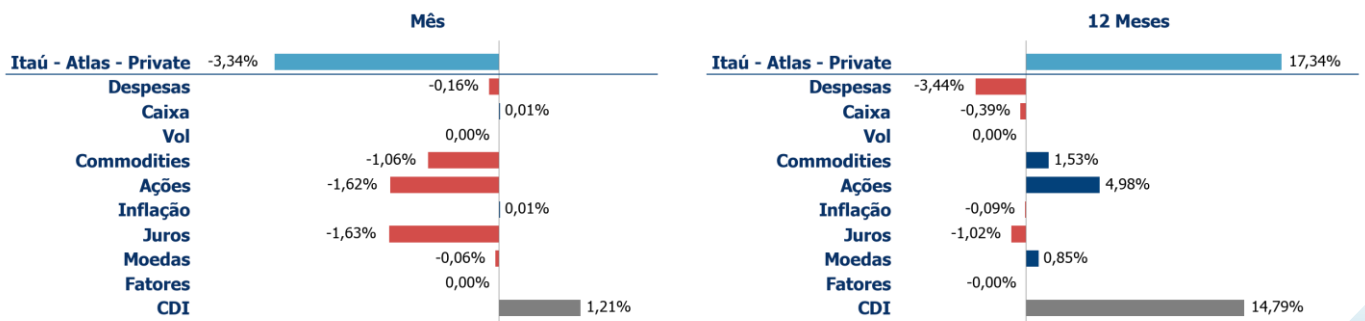 Mês
Itaú - Atlas - Private -3,34%
Despesas -0,16%
Caixa 0,01%
Vol 0,00%
Commodities -1,06%
Ações -1,62%
Inflação 0,01%
Juros -1,63%
Moedas -0,06%
Fatores 0,00%
CDI 1,21%
12 Meses
Itaú - Atlas - Private 17,34%
Despesas -3,44%
Caixa -0,39%
Vol 0,00%
Commodities 1,53%
Ações 4,98%
Inflação -0,09%
Juros -1,02%
Moedas 0,85%
Fatores -0,00%
CDI 14,79%